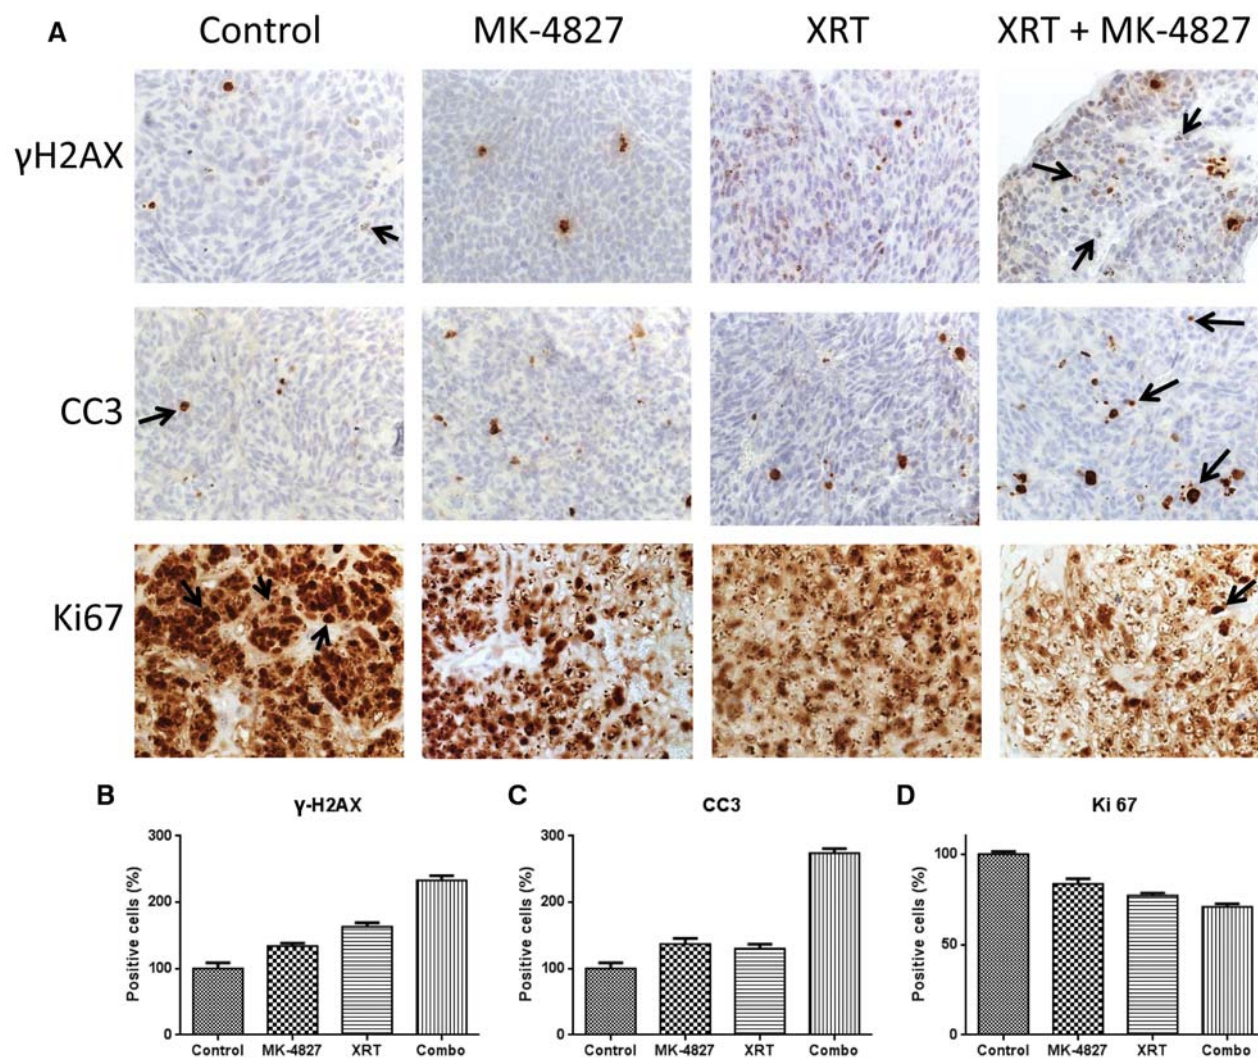 A
Control MK-4827 XRT XRT + MK-4827
γH2AX
CC3
Ki67
B
γ-H2AX
Positive cells (%)
300
200
100
0
Control MK-4827 XRT Combo
C
CC3
Positive cells (%)
300
200
100
0
Control MK-4827 XRT Combo
D
Ki 67
Positive cells (%)
100
50
0
Control MK-4827 XRT Combo